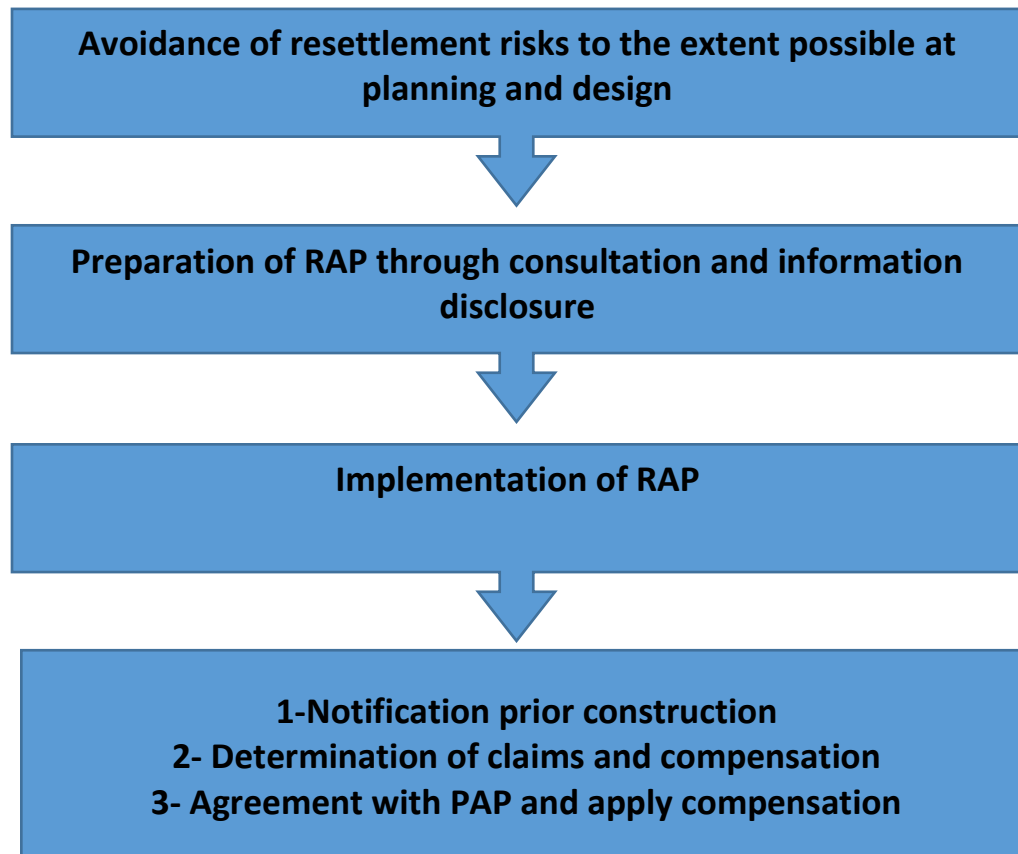 Avoidance of resettlement risks to the extent possible at
planning and design
Preparation of RAP through consultation and information
disclosure
Implementation of RAP
1-Notification prior construction
2- Determination of claims and compensation
3- Agreement with PAP and apply compensation